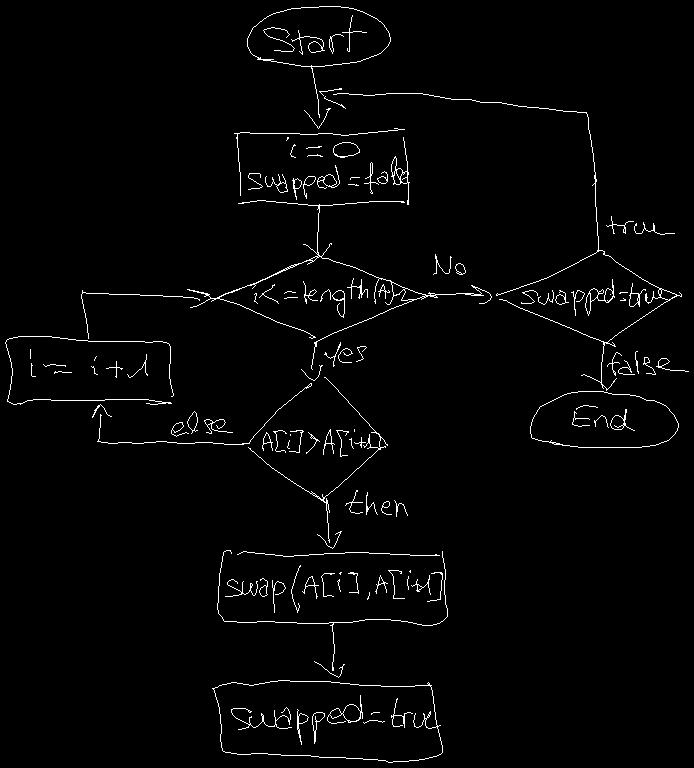 Start
i=0
swapped=false
i<=length(A)-2
No
true
swapped=true
Yes
false
i= i+1
End
else
A[i]>A[i+1]
then
swap(A[i],A[i+1]
swapped=true